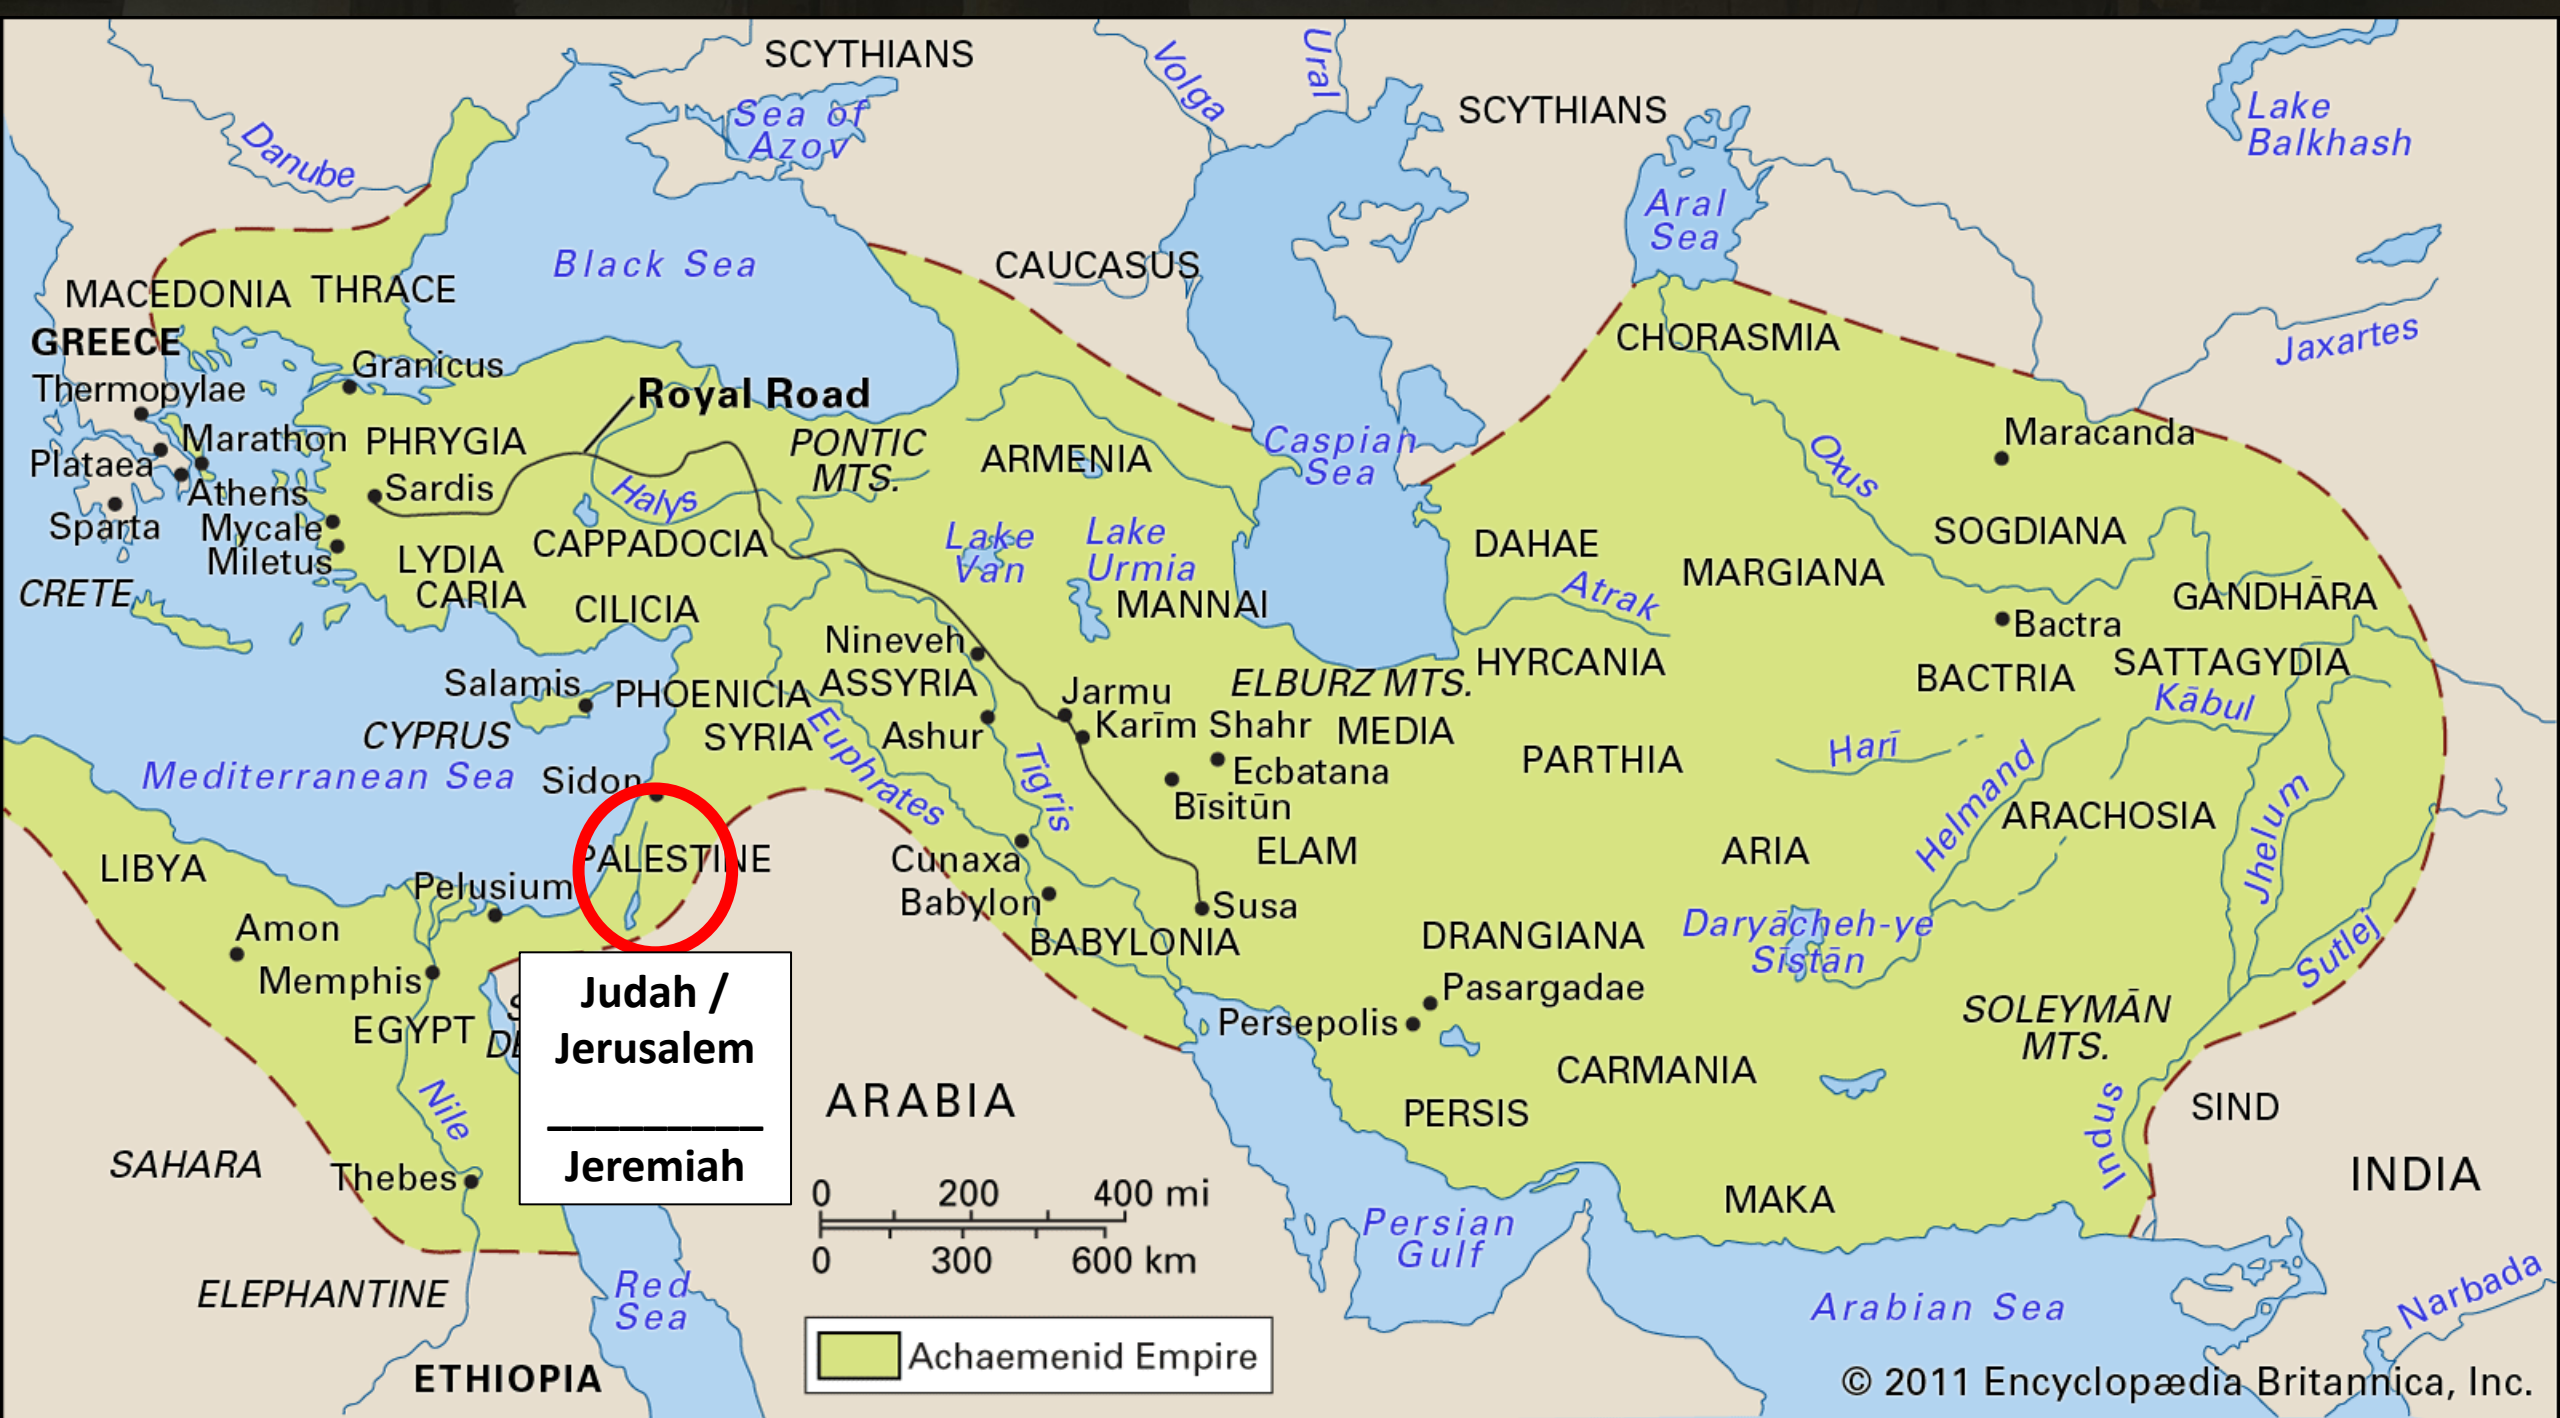 SCYTHIANS
Volga
Ural
SCYTHIANS
Lake
Balkhash
Sea of
Azov
Danube
Aral
Sea
Black Sea
CAUCASUS
MACEDONIA
THRACE
GREECE
Jaxartes
CHORASMIA
Granicus
Thermopylae
Royal Road
Maracanda
Marathon
PHRYGIA
PONTIC
MTS.
ARMENIA
Caspian
Sea
Oxus
Plataea
Sardis
Athens
Halys
Sparta
Mycale
Miletus
LYDIA
CARIA
CAPPADOCIA
Lake
Van
Lake
Urmia
MANNAI
DAHAE
SOGDIANA
MARGIANA
Atrak
GANDHĀRA
CRETE
CILICIA
Bactra
Nineveh
ASSYRIA
ELBURZ MTS.
HYRCANIA
BACTRIA
SATTAGYDIA
Kābul
Salamis
PHOENICIA
SYRIA
Jarmu
Karīm Shahr
MEDIA
CYPRUS
Euphrates
Ashur
Tigris
Mediterranean Sea
Sidon
Ecbatana
Bīsitūn
PARTHIA
Harī
Helmand
ARACHOSIA
Jhelum
PALESTINE
LIBYA
Pelusium
Cunaxa
Babylon
ELAM
ARIA
Susa
Amon
Memphis
BABYLONIA
DRANGIANA
Daryācheh-ye
Sīstān
Sutlej
Pasargadae
Persepolis
SOLEYMĀN
MTS.
EGYPT
Judah /
Jerusalem
_________
Jeremiah
Nile
ARABIA
CARMANIA
PERSIS
Indus
SIND
SAHARA
Thebes
INDIA
MAKA
0 200 400 mi
0 300 600 km
Persian
Gulf
ELEPHANTINE
Red
Sea
Arabian Sea
Narbada
Achaemenid Empire
ETHIOPIA
© 2011 Encyclopædia Britannica, Inc.